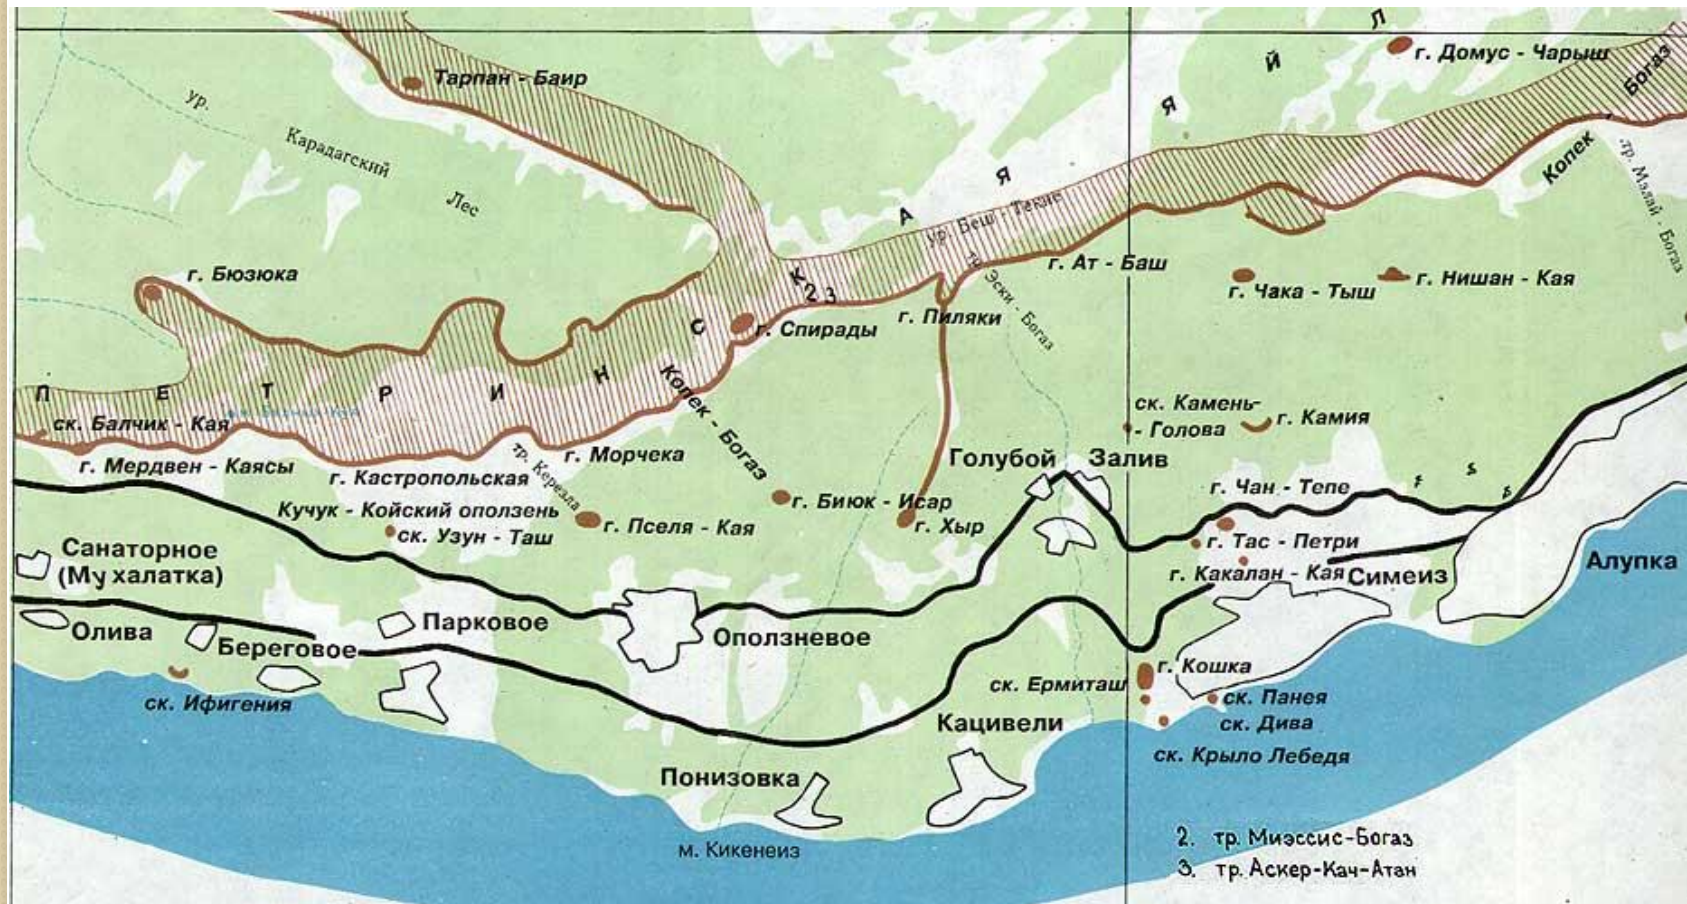 Л
г. Домус - Чарыш
Й
Богаз
Тарпан - Баир
ур.
Я
Карадагский
Копек
тр. Мэлай - Богаз
Лес
Я
А
ур. Беш - Текне
г. Бюзюка
К
2 3
тр. Эски - Богаз
г. Ат - Баш
г. Чака - Тыш
г. Нишан - Кая
С
г. Спирады
г. Пиляки
П Е Т Р И Н
Копек - Богаз
ск. Балчик - Кая
ск. Камень-
- Голова
г. Камия
г. Мердвен - Каясы
г. Кастропольская
тр. Керезла
г. Морчека
Голубой Залив
Кучук - Койский оползень
ск. Узун - Таш
г. Пселя - Кая
г. Биюк - Исар
г. Хыр
г. Чан - Тепе
г. Тас - Петри
г. Какалан - Кая
Симеиз
Алупка
Санаторное
(Му халатка)
Олива
Береговое
Парковое
Оползневое
ск. Ифигения
ск. Ермиташ
г. Кошка
ск. Панея
ск. Дива
ск. Крыло Лебедя
Кацивели
Понизовка
м. Кикенеиз
2. тр. Миэссис-Богаз
3. тр. Аскер-Кач-Атан